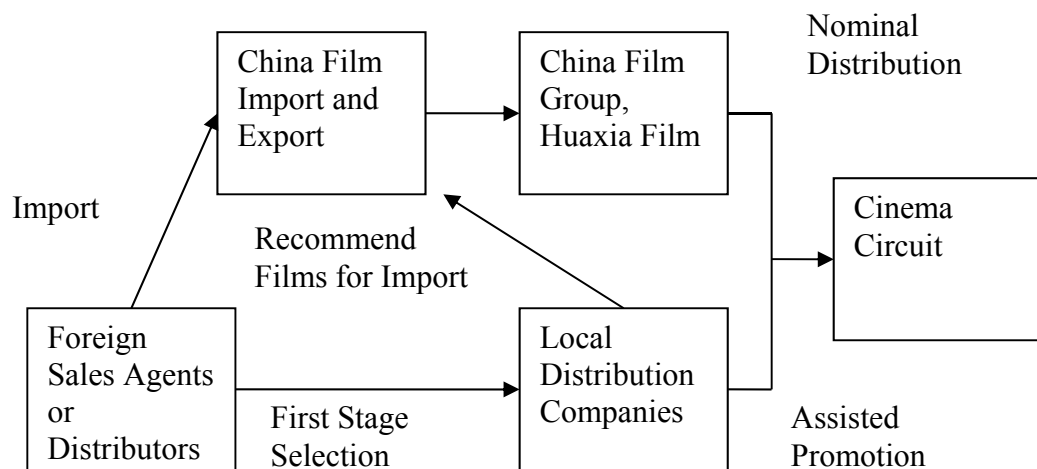 Nominal
Distribution
China Film
Import and
Export
China Film
Group,
Huaxia Film
Import
Recommend
Films for Import
Cinema
Circuit
Foreign
Sales Agents
or
Distributors
First Stage
Selection
Local
Distribution
Companies
Assisted
Promotion